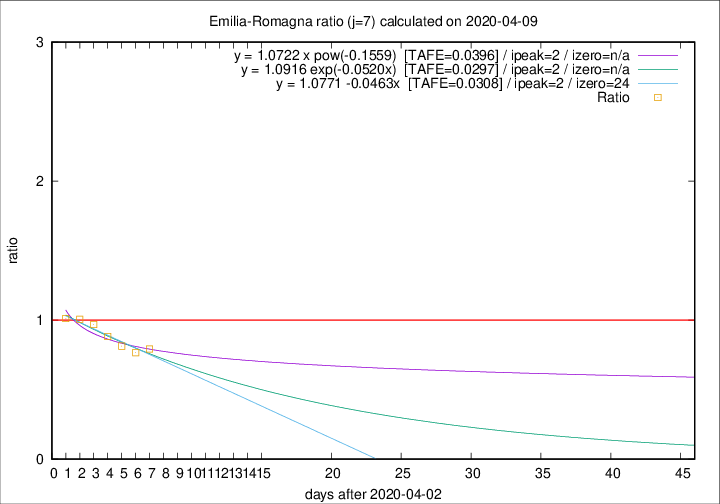 Emilia-Romagna ratio (j=7) calculated on 2020-04-09
y = 1.0722 x pow(-0.1559) [TAFE=0.0396] / ipeak=2 / izero=n/a
y = 1.0916 exp(-0.0520x) [TAFE=0.0297] / ipeak=2 / izero=n/a
y = 1.0771 -0.0463x [TAFE=0.0308] / ipeak=2 / izero=24
Ratio
3
2
1
0
ratio
0 1 2 3 4 5 6 7 8 9 10 11 12 13 14 15 20 25 30 35 40 45
days after 2020-04-02